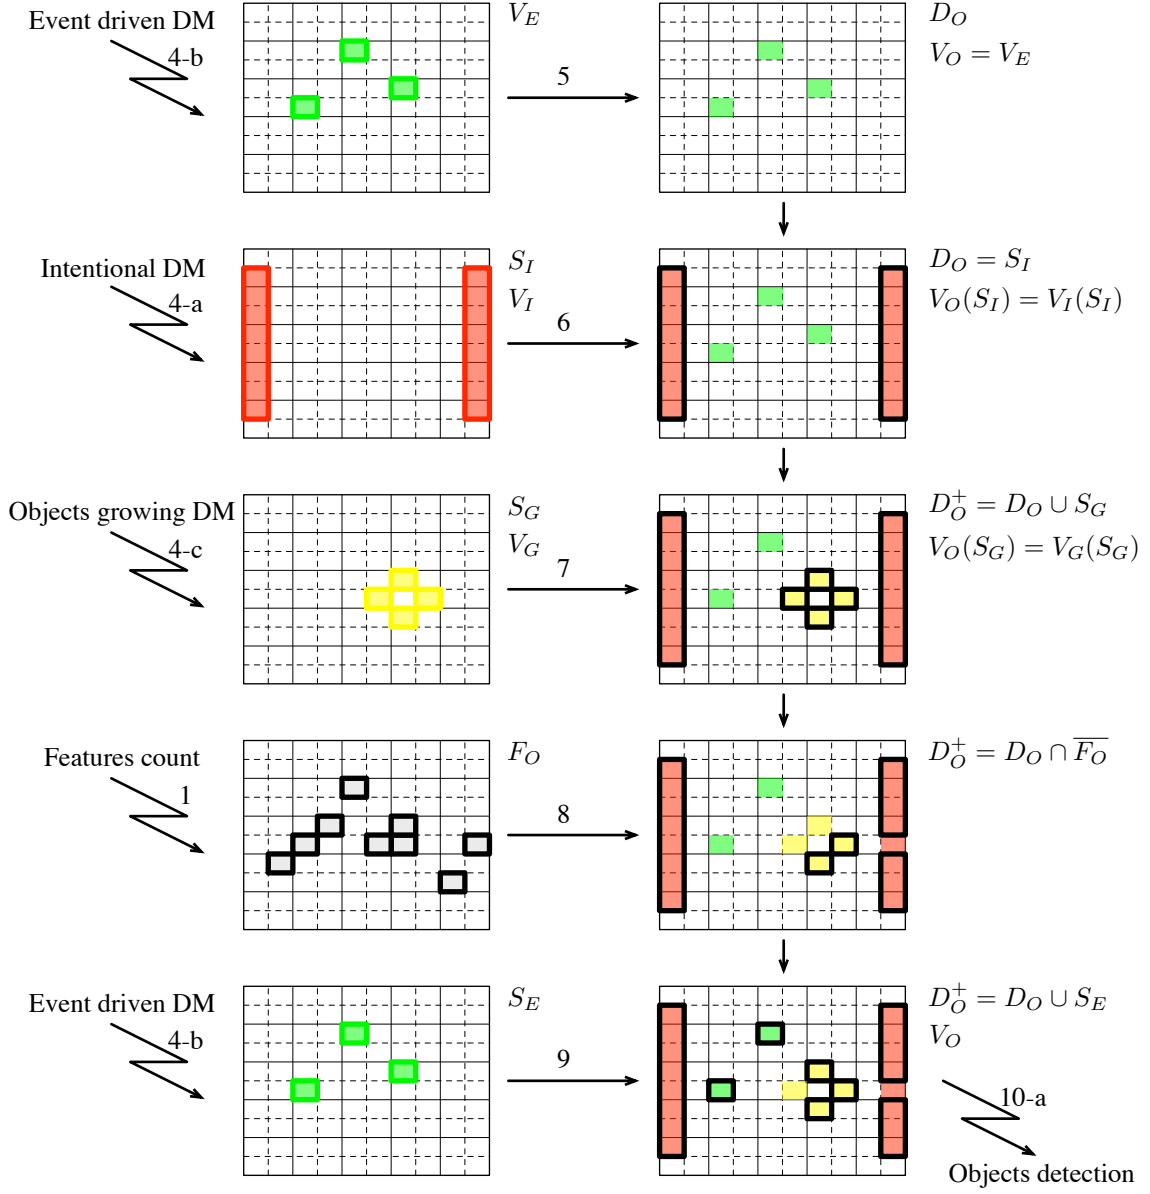 Event driven DM
4-b
V_E
5
D_O
V_O = V_E
Intentional DM
4-a
S_I
V_I
6
D_O = S_I
V_O(S_I) = V_I(S_I)
Objects growing DM
4-c
S_G
V_G
7
D_O^+ = D_O ∪ S_G
V_O(S_G) = V_G(S_G)
Features count
1
F_O
8
D_O^+ = D_O ∩ \overline{F_O}
Event driven DM
4-b
S_E
9
D_O^+ = D_O ∪ S_E
V_O
10-a
Objects detection